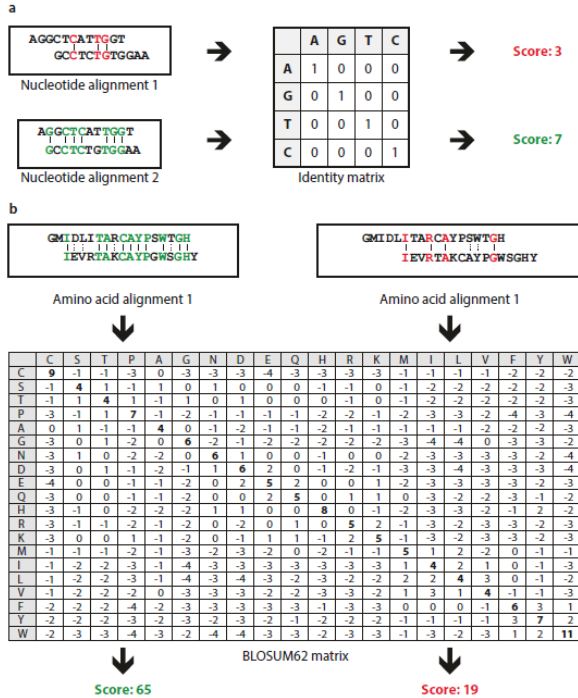 a
AGGCTCATTGGT
GCCTCTGTGGAA
Nucleotide alignment 1
A G T C
A 1 0 0 0
G 0 1 0 0
T 0 0 1 0
C 0 0 0 1
Identity matrix
Score: 3
AGGCTCATTGGT
GCCTCTGTGGAA
Nucleotide alignment 2
Score: 7
b
GMIDLITARCAYPSWTGH
IEVRTAKCAYPGWSGHY
Amino acid alignment 1
GMIDLITARCAYPSWTGH
IEVRTAKCAYPGWSGHY
Amino acid alignment 1
C S T P A G N D E Q H R K M I L V F Y W
C 9 -1 -1 -3 0 -3 -3 -3 -4 -3 -3 -3 -3 -1 -1 -1 -1 -2 -2 -2
S -1 4 1 -1 1 0 1 0 0 0 -1 -1 0 -1 -2 -2 -2 -2 -2 -3
T -1 1 4 1 -1 1 0 1 0 0 0 -1 0 -1 -2 -2 -2 -2 -2 -3
P -3 -1 1 7 -1 -2 -1 -1 -1 -1 -2 -2 -1 -2 -3 -3 -2 -4 -3 -4
A 0 1 -1 -1 4 0 -1 -2 -1 -1 -2 -1 -1 -1 -1 -1 -2 -2 -2 -3
G -3 0 1 -2 0 6 -2 -1 -2 -2 -2 -2 -2 -3 -4 -4 0 -3 -3 -2
N -3 1 0 -2 -2 0 6 1 0 0 -1 0 0 -2 -3 -3 -3 -3 -2 -4
D -3 0 1 -1 -2 -1 1 6 2 0 -1 -2 -1 -3 -3 -4 -3 -3 -3 -4
E -4 0 0 -1 -1 -2 0 2 5 2 0 0 1 -2 -3 -3 -3 -3 -2 -3
Q -3 0 0 -1 -1 -2 0 0 2 5 0 1 1 0 -3 -2 -2 -3 -1 -2
H -3 -1 0 -2 -2 -2 1 1 0 0 8 0 -1 -2 -3 -3 -2 -1 2 -2
R -3 -1 -1 -2 -1 -2 0 -2 0 1 0 5 2 -1 -3 -2 -3 -3 -2 -3
K -3 0 0 1 -1 -2 0 -1 1 1 -1 2 5 -1 -3 -2 -3 -3 -2 -3
M -1 -1 -1 -2 -1 -3 -2 -3 -2 0 -2 -1 -1 5 1 2 -2 0 -1 -1
I -1 -2 -2 -3 -1 -4 -3 -3 -3 -3 -3 -3 -3 1 4 2 1 0 -1 -3
L -1 -2 -2 -3 -1 -4 -3 -4 -3 -2 -3 -2 -2 2 2 4 3 0 -1 -2
V -1 -2 -2 -2 0 -3 -3 -3 -2 -2 -3 -3 -2 1 3 1 4 -1 -1 -3
F -2 -2 -2 -4 -2 -3 -3 -3 -3 -3 -1 -3 -3 0 0 0 -1 6 3 1
Y -2 -2 -2 -3 -2 -3 -2 -3 -2 -1 2 -2 -2 -1 -1 -1 -1 3 7 2
W -2 -3 -3 -4 -3 -2 -4 -4 -3 -2 -2 -3 -3 -1 -3 -2 -3 1 2 11
BLOSUM62 matrix
Score: 65
Score: 19